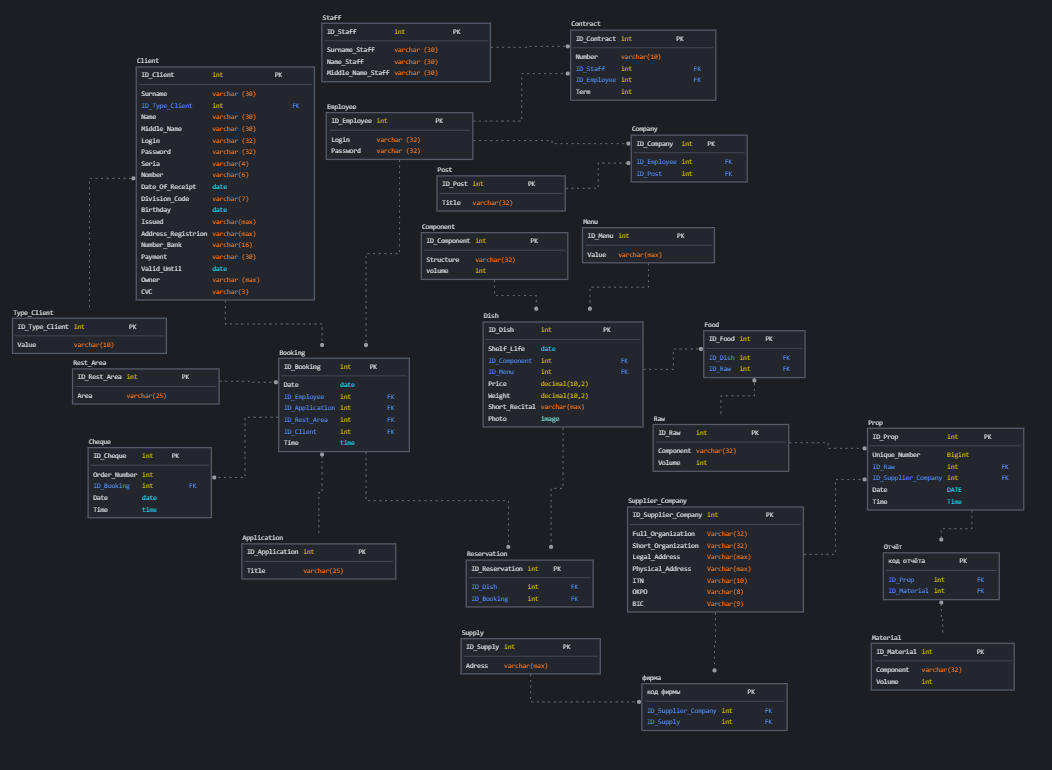 Staff
ID_Staff int PK
Surname_Staff varchar (30)
Name_Staff varchar (30)
Middle_Name_Staff varchar (30)
Contract
ID_Contract int PK
Number varchar(10)
ID_Staff int FK
ID_Employee int FK
Term int
Client
ID_Client int PK
Surname varchar (30)
ID_Type_Client int FK
Name varchar (30)
Middle_Name varchar (30)
Login varchar (32)
Password varchar (32)
Seria varchar(4)
Nomber varchar(6)
Date_Of_Receipt date
Division_Code varchar(7)
Birthday date
Issued varchar(max)
Address_Registrion varchar(max)
Number_Bank varchar(16)
Payment varchar (30)
Valid_Until date
Owner varchar (max)
CVC varchar(3)
Employee
ID_Employee int PK
Login varchar (32)
Password varchar (32)
Company
ID_Company int PK
ID_Employee int FK
ID_Post int FK
Post
ID_Post int PK
Title varchar(32)
Component
ID_Component int PK
Structure varchar(32)
volume int
Menu
ID_Menu int PK
Value varchar(max)
Type_Client
ID_Type_Client int PK
Value varchar(10)
Dish
ID_Dish int PK
Shelf_Life date
ID_Component int FK
ID_Menu int FK
Price decimal(10,2)
Weight decimal(10,2)
Short_Recital varchar(max)
Photo image
Food
ID_Food int PK
ID_Dish int FK
ID_Raw int FK
Rest_Area
ID_Rest_Area int PK
Area varchar(25)
Booking
ID_Booking int PK
Date date
ID_Employee int FK
ID_Application int FK
ID_Rest_Area int FK
ID_Client int FK
Time time
Raw
ID_Raw int PK
Component varchar(32)
Volume int
Prop
ID_Prop int PK
Unique_Number Bigint
ID_Raw int FK
ID_Supplier_Company int FK
Date DATE
Time Time
Cheque
ID_Cheque int PK
Order_Number int
ID_Booking int FK
Date date
Time time
Supplier_Company
ID_Supplier_Company int PK
Full_Organization Varchar(32)
Short_Organization Varchar(32)
Legal_Address Varchar(max)
Physical_Address Varchar(max)
ITN Varchar(10)
OKPO Varchar(8)
BIC Varchar(9)
Application
ID_Application int PK
Title varchar(25)
Reservation
ID_Reservation int PK
ID_Dish int FK
ID_Booking int FK
Отчёт
код отчёта PK
ID_Prop int FK
ID_Material int FK
Supply
ID_Supply int PK
Adress varchar(max)
Material
ID_Material int PK
Component varchar(32)
Volume int
фирма
код фирмы PK
ID_Supplier_Company int FK
ID_Supply int FK